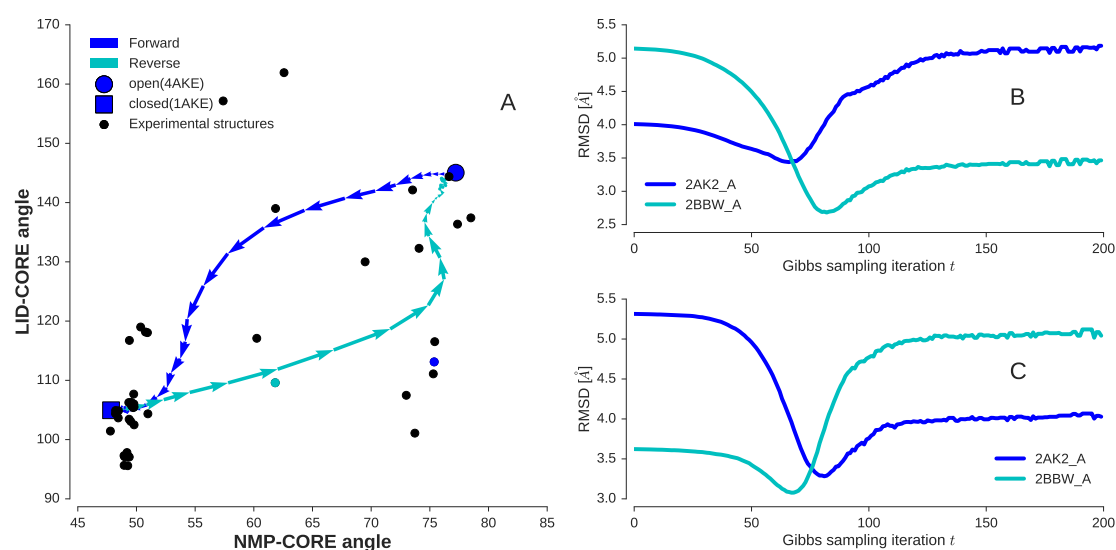 170
160
150
140
130
120
110
100
90
LID-CORE angle
Forward
Reverse
open(4AKE)
closed(1AKE)
Experimental structures
A
45 50 55 60 65 70 75 80 85
NMP-CORE angle
5.5
5.0
4.5
4.0
3.5
3.0
2.5
RMSD [Å]
B
2AK2_A
2BBW_A
0 50 100 150 200
Gibbs sampling iteration t
5.5
5.0
4.5
4.0
3.5
3.0
RMSD [Å]
C
2AK2_A
2BBW_A
0 50 100 150 200
Gibbs sampling iteration t